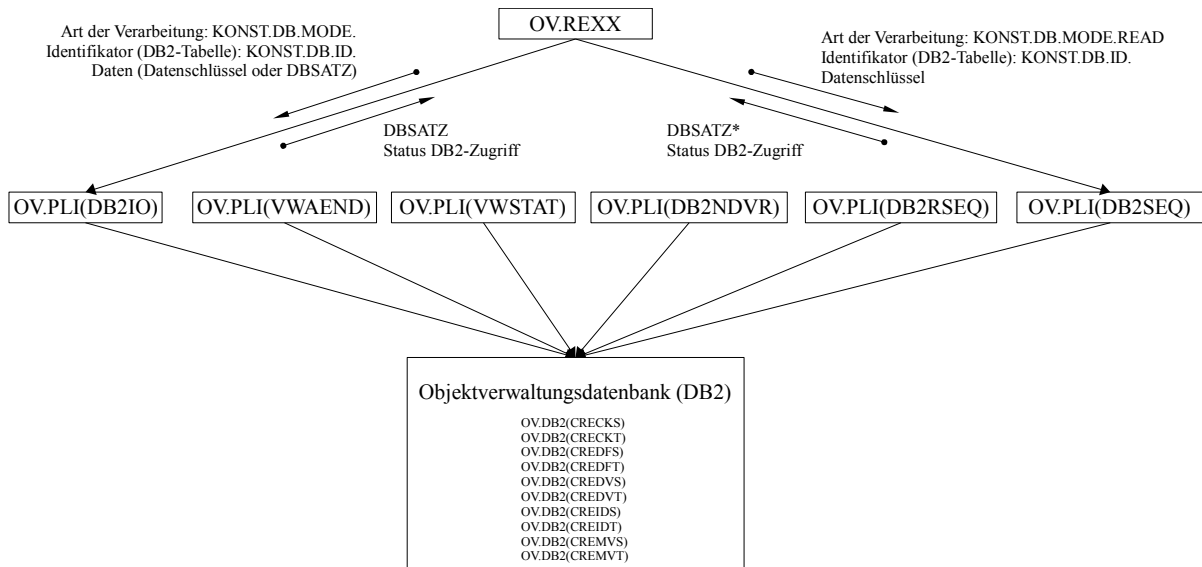 OV.REXX
Art der Verarbeitung: KONST.DB.MODE.
Identifikator (DB2-Tabelle): KONST.DB.ID.
Daten (Datenschlüssel oder DBSATZ)
Art der Verarbeitung: KONST.DB.MODE.READ
Identifikator (DB2-Tabelle): KONST.DB.ID.
Datenschlüssel
DBSATZ
Status DB2-Zugriff
DBSATZ*
Status DB2-Zugriff
OV.PLI(DB2IO)
OV.PLI(VWAEND)
OV.PLI(VWSTAT)
OV.PLI(DB2NDVR)
OV.PLI(DB2RSEQ)
OV.PLI(DB2SEQ)
Objektverwaltungsdatenbank (DB2)
OV.DB2(CRECKS)
OV.DB2(CRECKT)
OV.DB2(CREDFS)
OV.DB2(CREDFT)
OV.DB2(CREDVS)
OV.DB2(CREDVT)
OV.DB2(CREIDS)
OV.DB2(CREIDT)
OV.DB2(CREMVS)
OV.DB2(CREMVT)